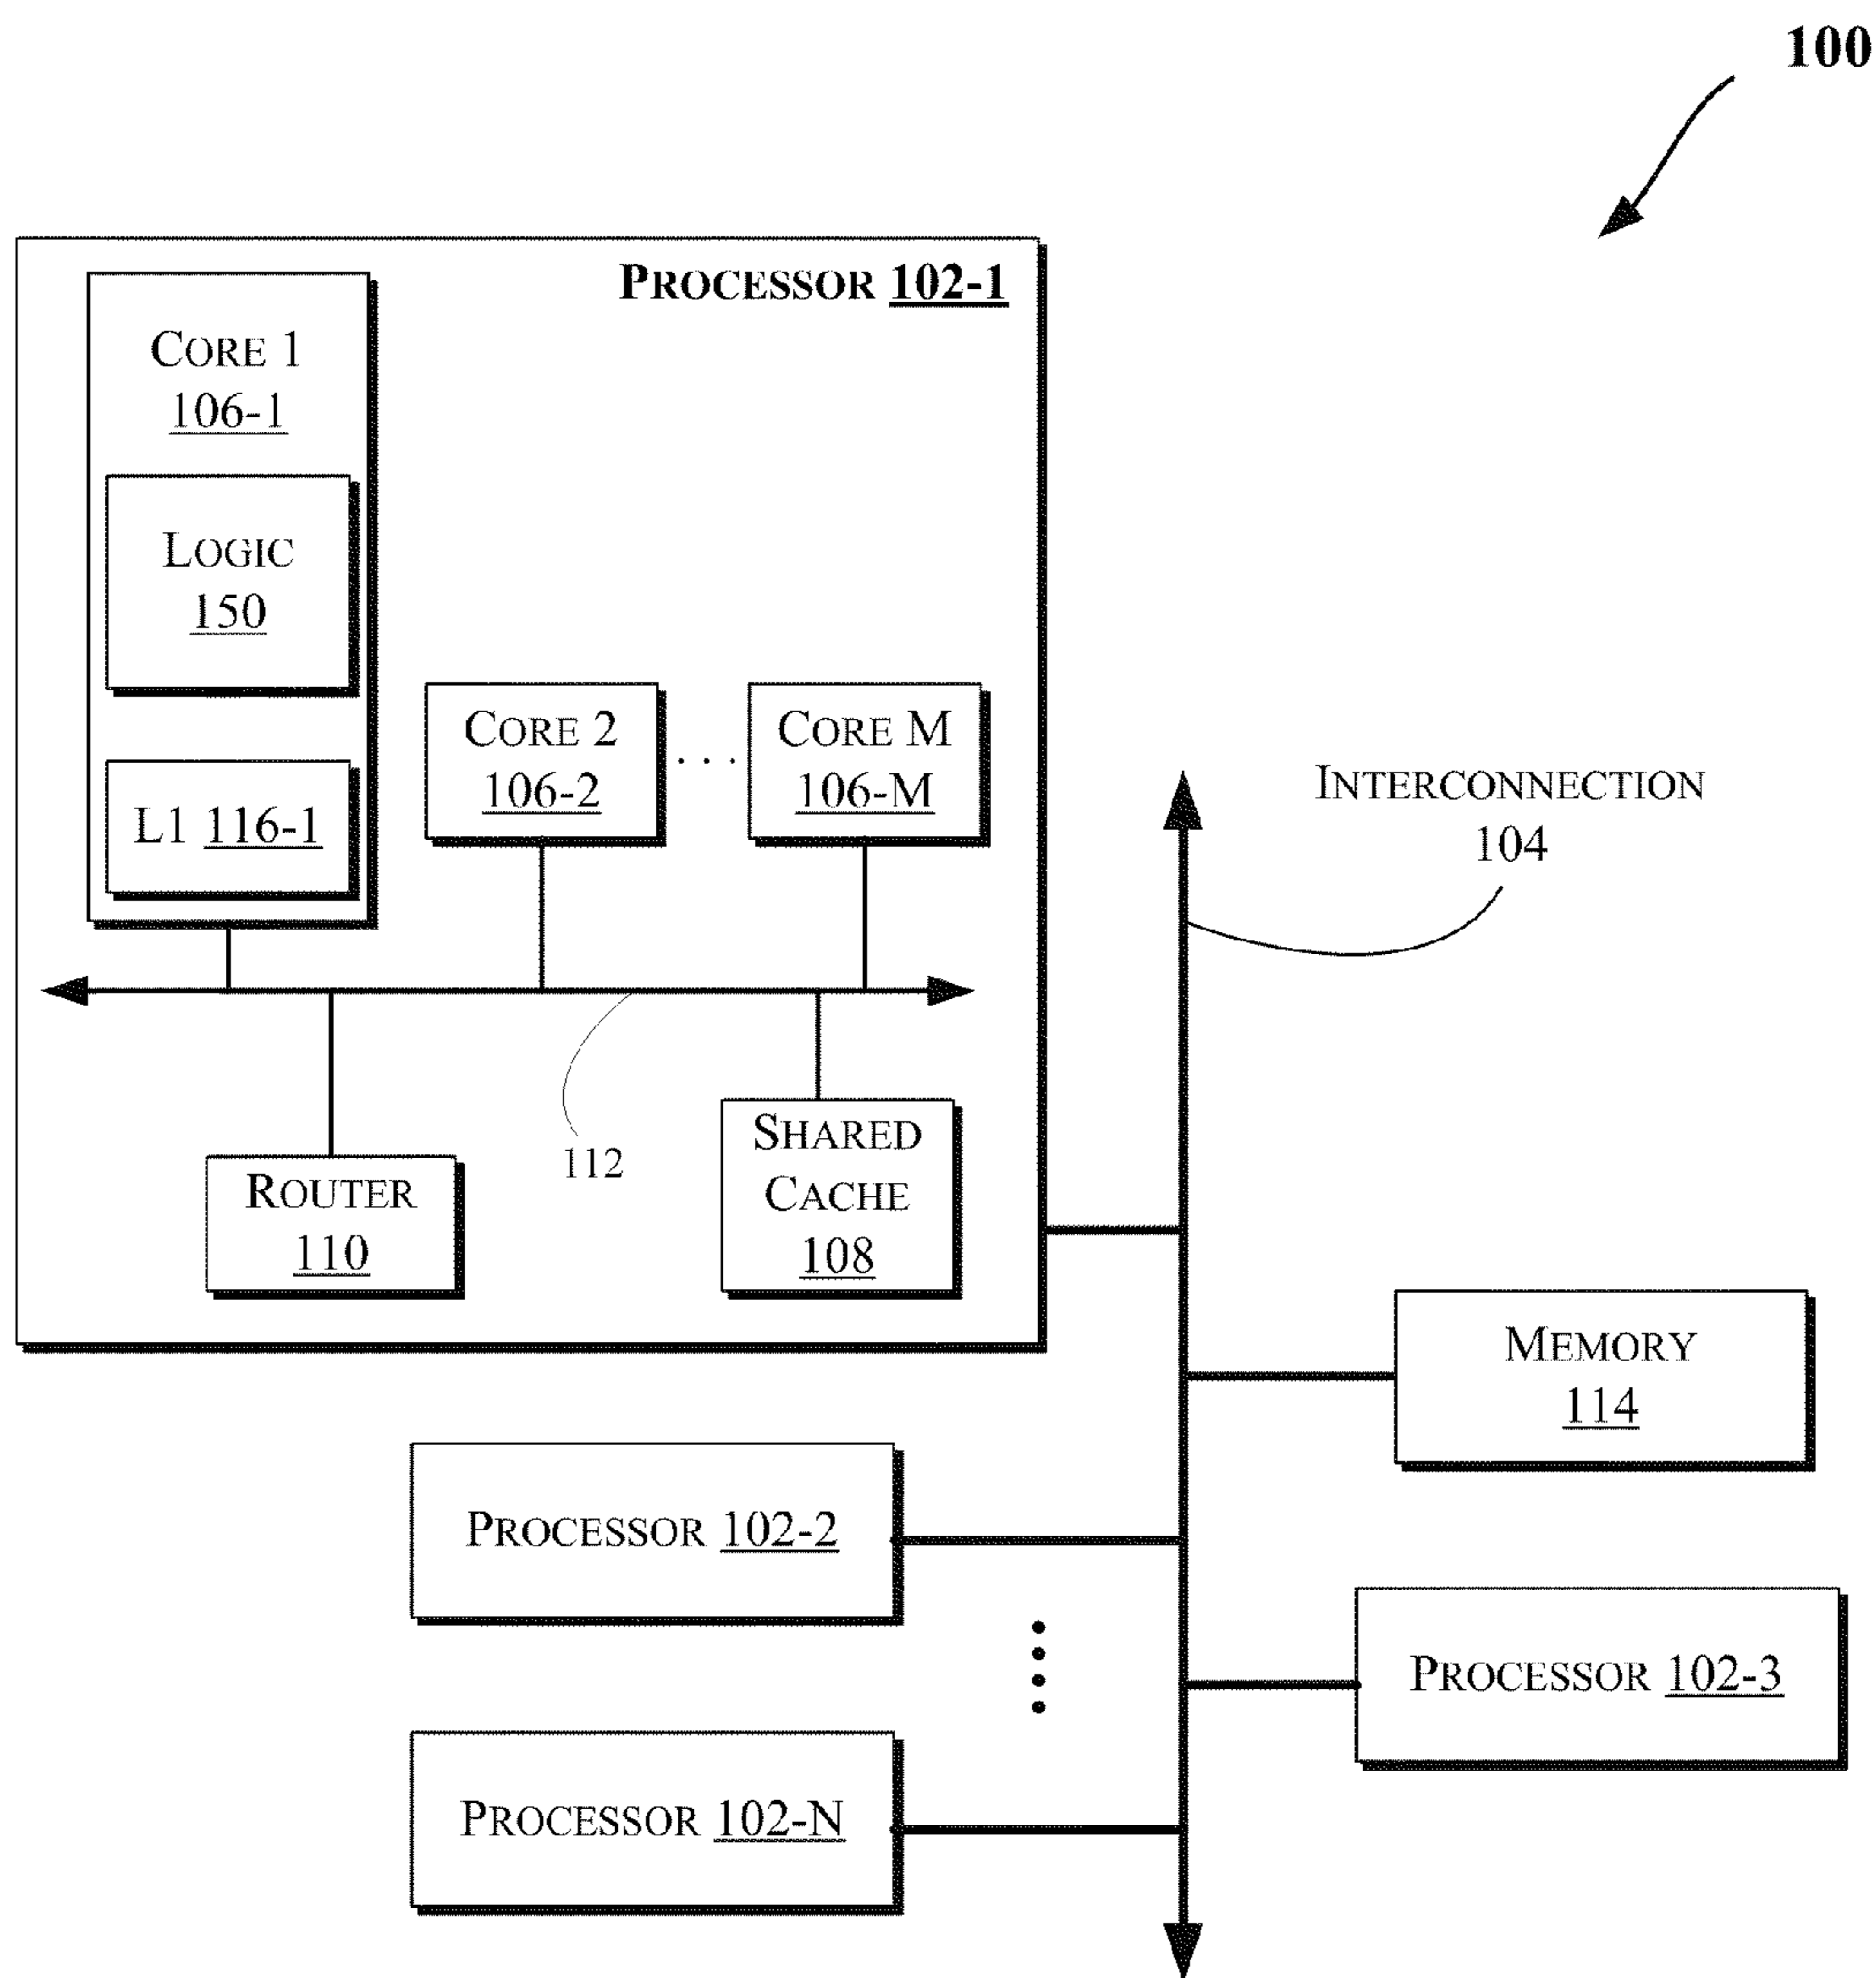 100
PROCESSOR 102-1
CORE 1
106-1
LOGIC
150
L1 116-1
CORE 2
106-2
. . .
CORE M
106-M
INTERCONNECTION
104
112
ROUTER
110
SHARED
CACHE
108
MEMORY
114
PROCESSOR 102-2
PROCESSOR 102-3
PROCESSOR 102-N